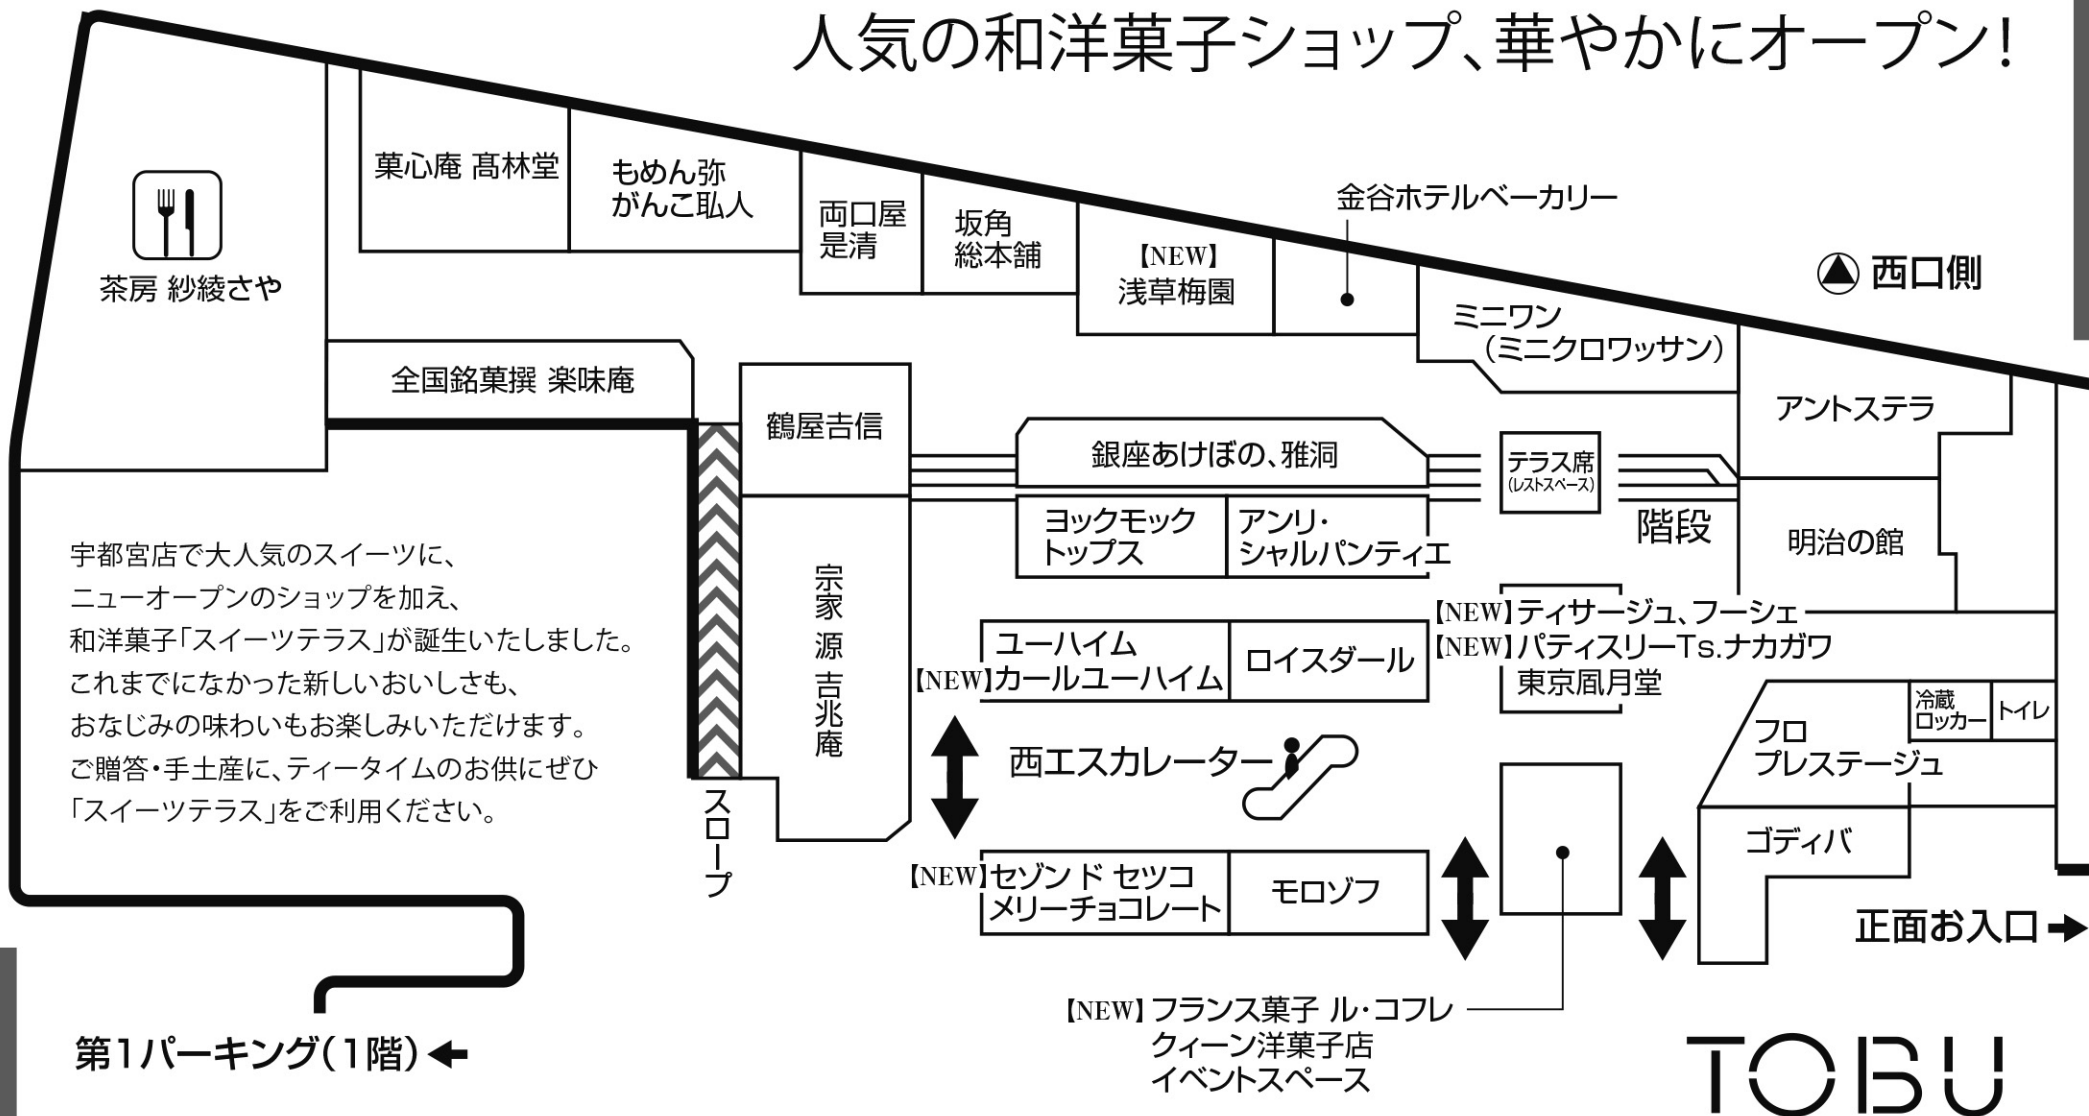 人気の和洋菓子ショップ、華やかにオープン!
菓心庵 髙林堂
もめん弥
がんこ㕝人
両口屋
是清
坂角
総本舖
【NEW】
浅草梅園
金谷ホテルベーカリー
西口側
茶房 紗綾さや
ミニワン
(ミニクロワッサン)
全国銘菓撰 楽味庵
鶴屋𠮷信
銀座あけぼの、雅洞
テラス席
(レストスペース)
アントステラ
階段
明治の館
ヨックモック
トップス
アンリ・
シャルパンティエ
宗家 源 吉兆庵
宇都宮店で大人気のスイーツに、
ニューオープンのショップを加え、
和洋菓子「スイーツテラス」が誕生いたしました。
これまでになかった新しいおいしさも、
おなじみの味わいもお楽しみいただけます。
ご贈答・手土産に、ティータイムのお供にぜひ
「スイーツテラス」をご利用ください。
ユーハイム
【NEW】カールユーハイム
ロイスダール
【NEW】ティサージュ、フーシェ
【NEW】パティスリーTs.ナカガワ
東京凮月堂
フロ
プレステージュ
冷蔵
ロッカー
トイレ
西エスカレーター
スロープ
ゴディバ
【NEW】セゾン ド セツコ
メリーチョコレート
モロゾフ
正面お入口
【NEW】フランス菓子 ル・コフレ
クィーン洋菓子店
イベントスペース
第1パーキング(1階)
TOBU